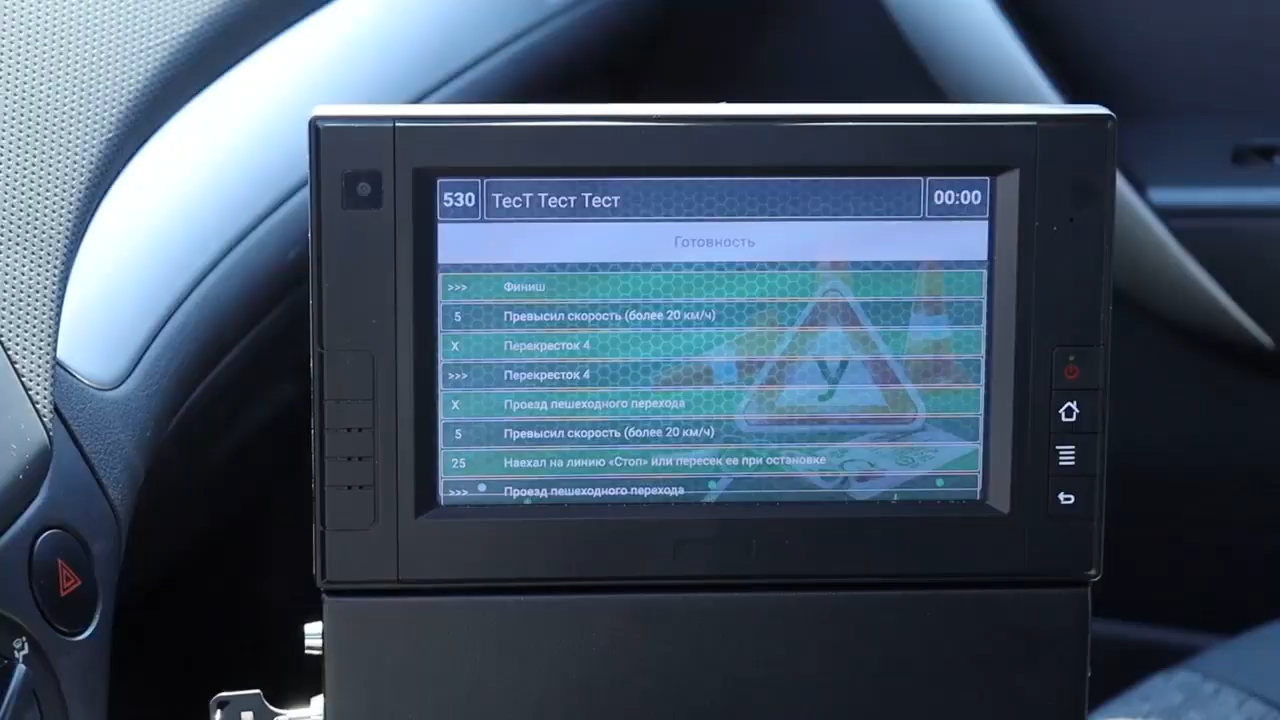 530 ТесТ Тест Тест 00:00
Готовность
>>> Финиш
5 Превысил скорость (более 20 км/ч)
X Перекресток 4
>>> Перекресток 4
X Проезд пешеходного перехода
5 Превысил скорость (более 20 км/ч)
25 Наехал на линию «Стоп» или пересек ее при остановке
>>> Проезд пешеходного перехода
У